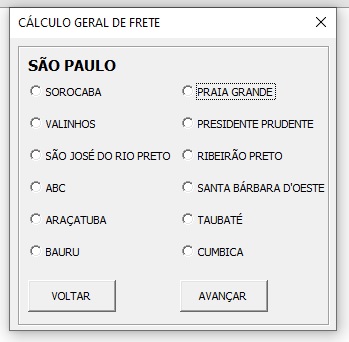 CÁLCULO GERAL DE FRETE
SÃO PAULO
SOROCABA PRAIA GRANDE
VALINHOS PRESIDENTE PRUDENTE
SÃO JOSÉ DO RIO PRETO RIBEIRÃO PRETO
ABC SANTA BÁRBARA D'OESTE
ARAÇATUBA TAUBATÉ
BAURU CUMBICA
VOLTAR AVANÇAR